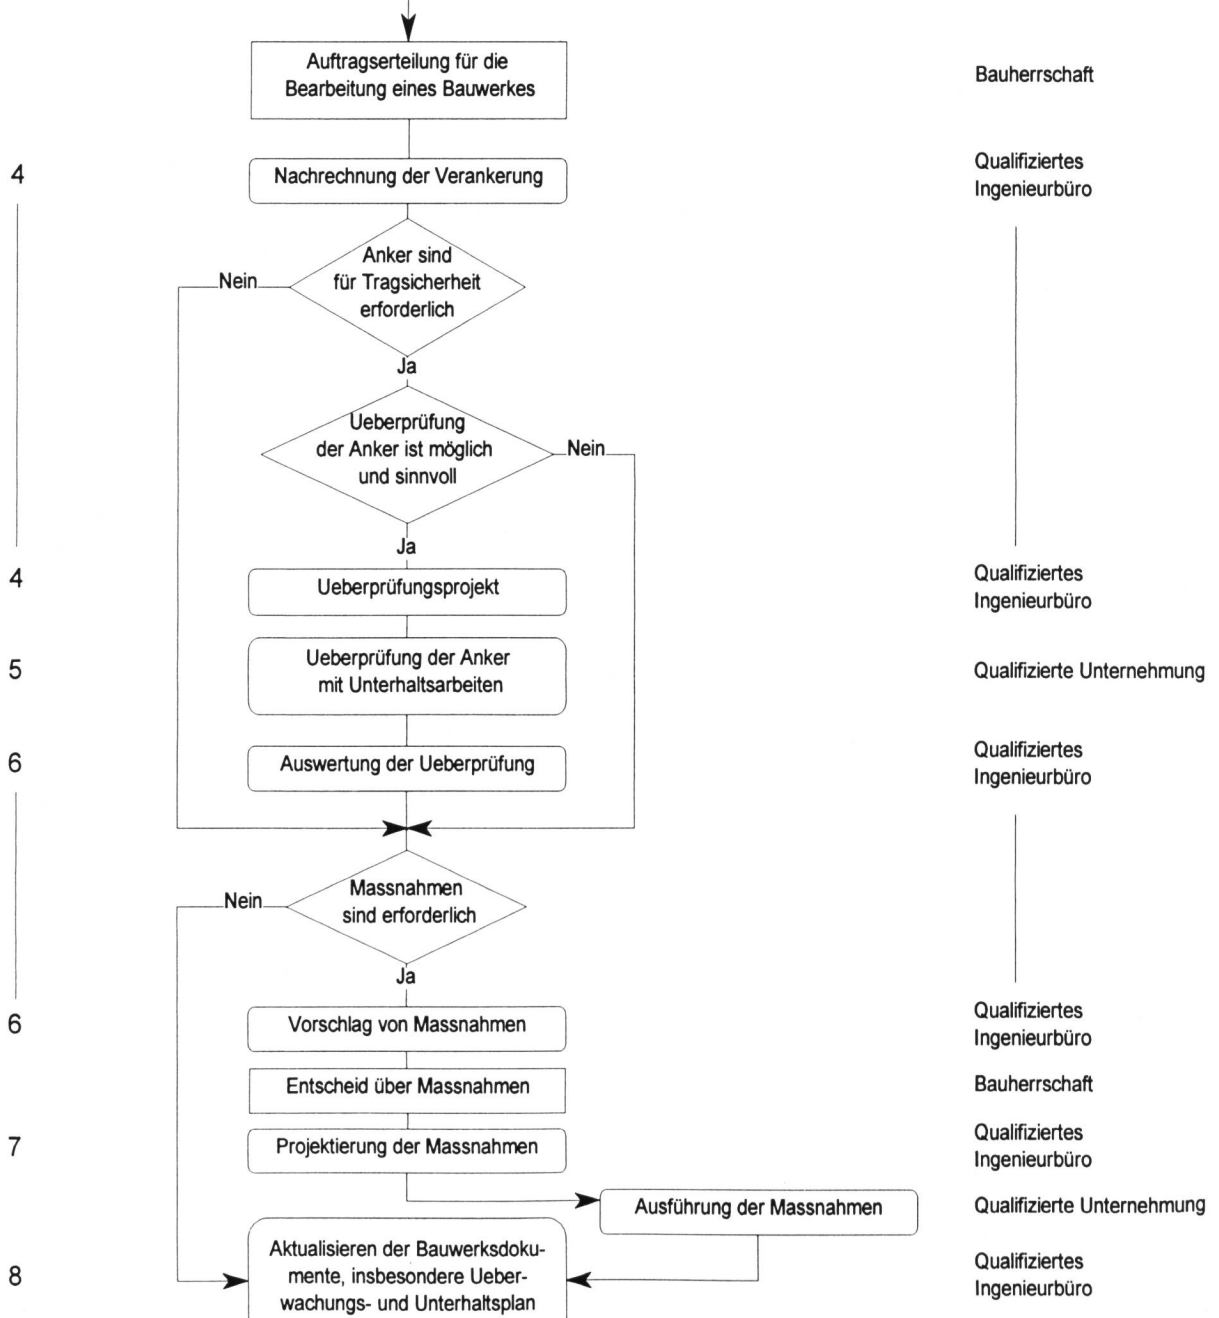 Auftragserteilung für die
Bearbeitung eines Bauwerkes
Bauherrschaft
4
Nachrechnung der Verankerung
Qualifiziertes
Ingenieurbüro
Anker sind
für Tragsicherheit
erforderlich
Nein
Ja
Ueberprüfung
der Anker ist möglich
und sinnvoll
Nein
Ja
4
Ueberprüfungsprojekt
Qualifiziertes
Ingenieurbüro
5
Ueberprüfung der Anker
mit Unterhaltsarbeiten
Qualifizierte Unternehmung
6
Auswertung der Ueberprüfung
Qualifiziertes
Ingenieurbüro
Massnahmen
sind erforderlich
Nein
Ja
6
Vorschlag von Massnahmen
Qualifiziertes
Ingenieurbüro
Entscheid über Massnahmen
Bauherrschaft
7
Projektierung der Massnahmen
Qualifiziertes
Ingenieurbüro
Ausführung der Massnahmen
Qualifizierte Unternehmung
8
Aktualisieren der Bauwerksdoku-
mente, insbesondere Ueber-
wachungs- und Unterhaltsplan
Qualifiziertes
Ingenieurbüro